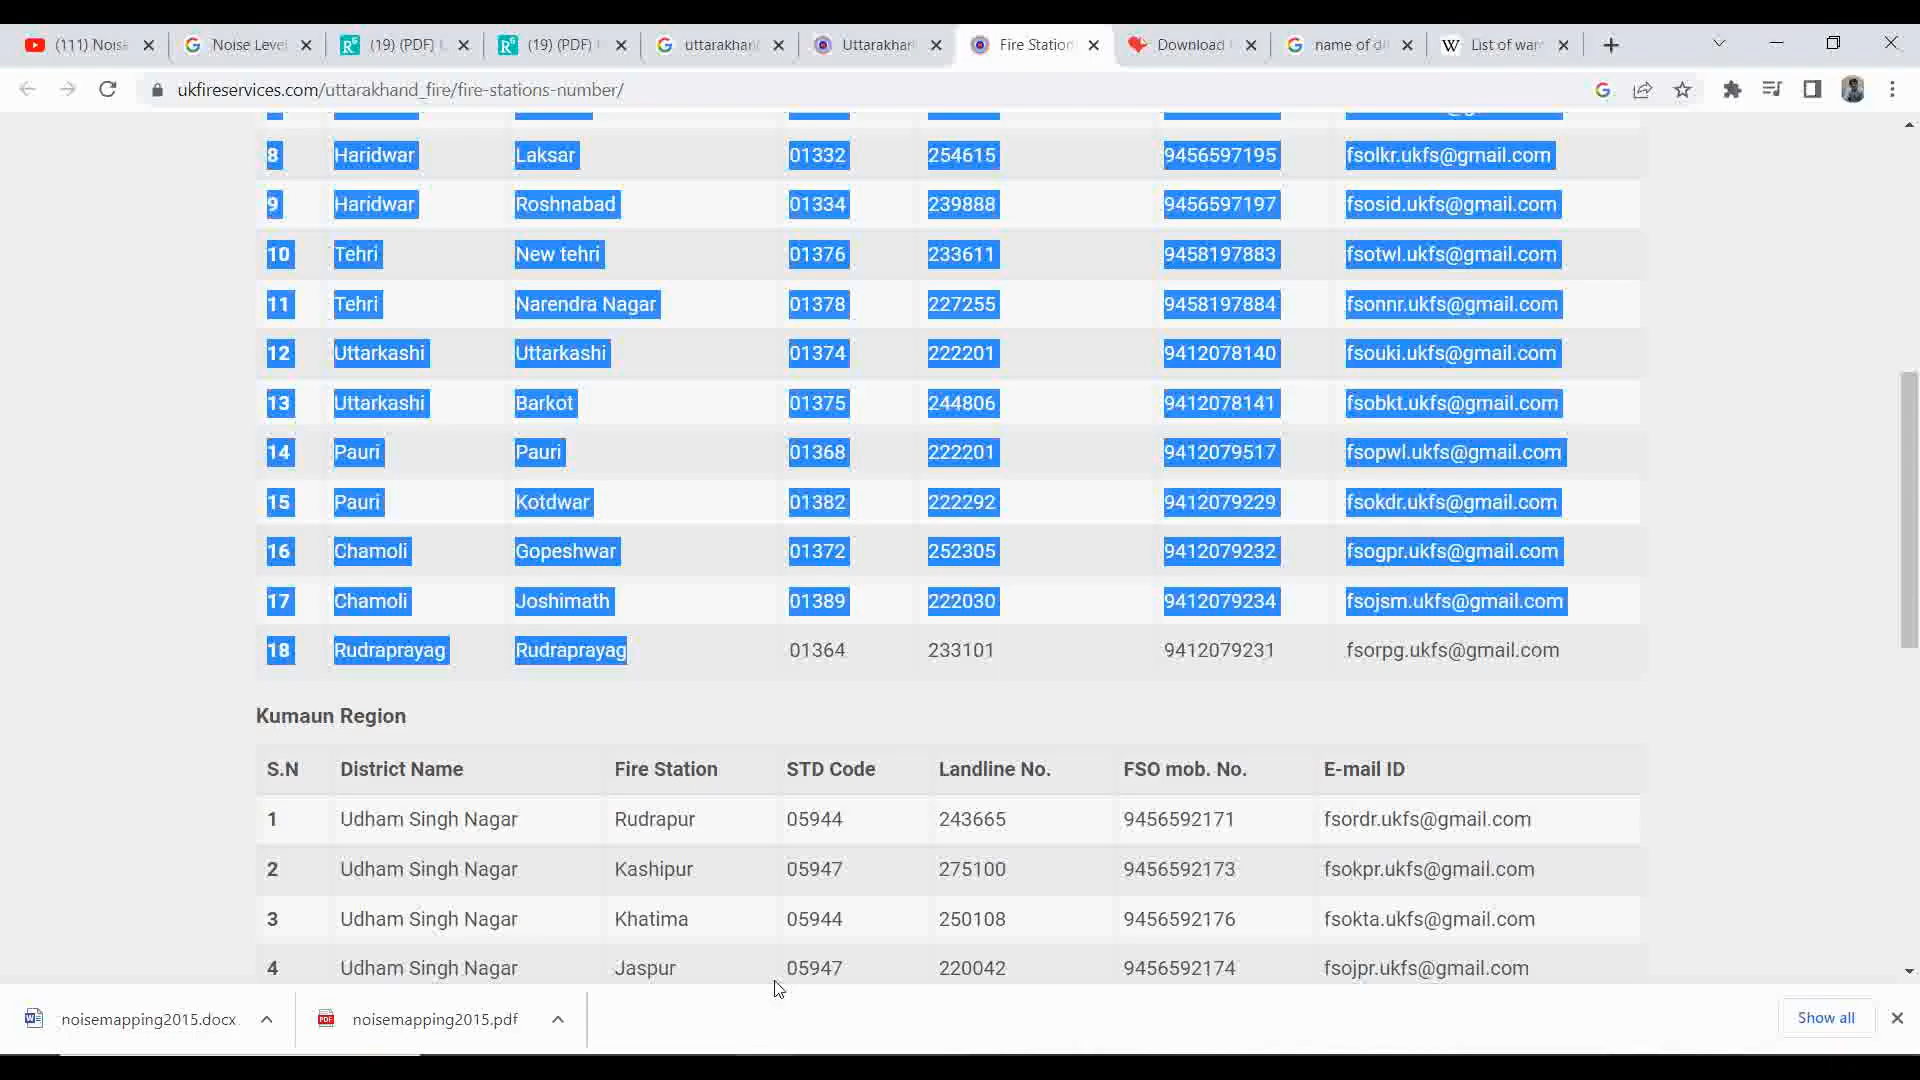 (111) Nois
Noise Leve
(19) (PDF)
(19) (PDF)
uttarakhan
Uttarakhan
Fire Station
Download
name of di
List of war
ukfireservices.com/uttarakhand_fire/fire-stations-number/
8 Haridwar Laksar 01332 254615 9456597195 fsolkr.ukfs@gmail.com
9 Haridwar Roshnabad 01334 239888 9456597197 fsosid.ukfs@gmail.com
10 Tehri New tehri 01376 233611 9458197883 fsotwl.ukfs@gmail.com
11 Tehri Narendra Nagar 01378 227255 9458197884 fsonnr.ukfs@gmail.com
12 Uttarkashi Uttarkashi 01374 222201 9412078140 fsouki.ukfs@gmail.com
13 Uttarkashi Barkot 01375 244806 9412078141 fsobkt.ukfs@gmail.com
14 Pauri Pauri 01368 222201 9412079517 fsopwl.ukfs@gmail.com
15 Pauri Kotdwar 01382 222292 9412079229 fsokdr.ukfs@gmail.com
16 Chamoli Gopeshwar 01372 252305 9412079232 fsogpr.ukfs@gmail.com
17 Chamoli Joshimath 01389 222030 9412079234 fsojsm.ukfs@gmail.com
18 Rudraprayag Rudraprayag 01364 233101 9412079231 fsorpg.ukfs@gmail.com
Kumaun Region
S.N District Name Fire Station STD Code Landline No. FSO mob. No. E-mail ID
1 Udham Singh Nagar Rudrapur 05944 243665 9456592171 fsordr.ukfs@gmail.com
2 Udham Singh Nagar Kashipur 05947 275100 9456592173 fsokpr.ukfs@gmail.com
3 Udham Singh Nagar Khatima 05944 250108 9456592176 fsokta.ukfs@gmail.com
4 Udham Singh Nagar Jaspur 05947 220042 9456592174 fsojpr.ukfs@gmail.com
noisemapping2015.docx
noisemapping2015.pdf
Show all